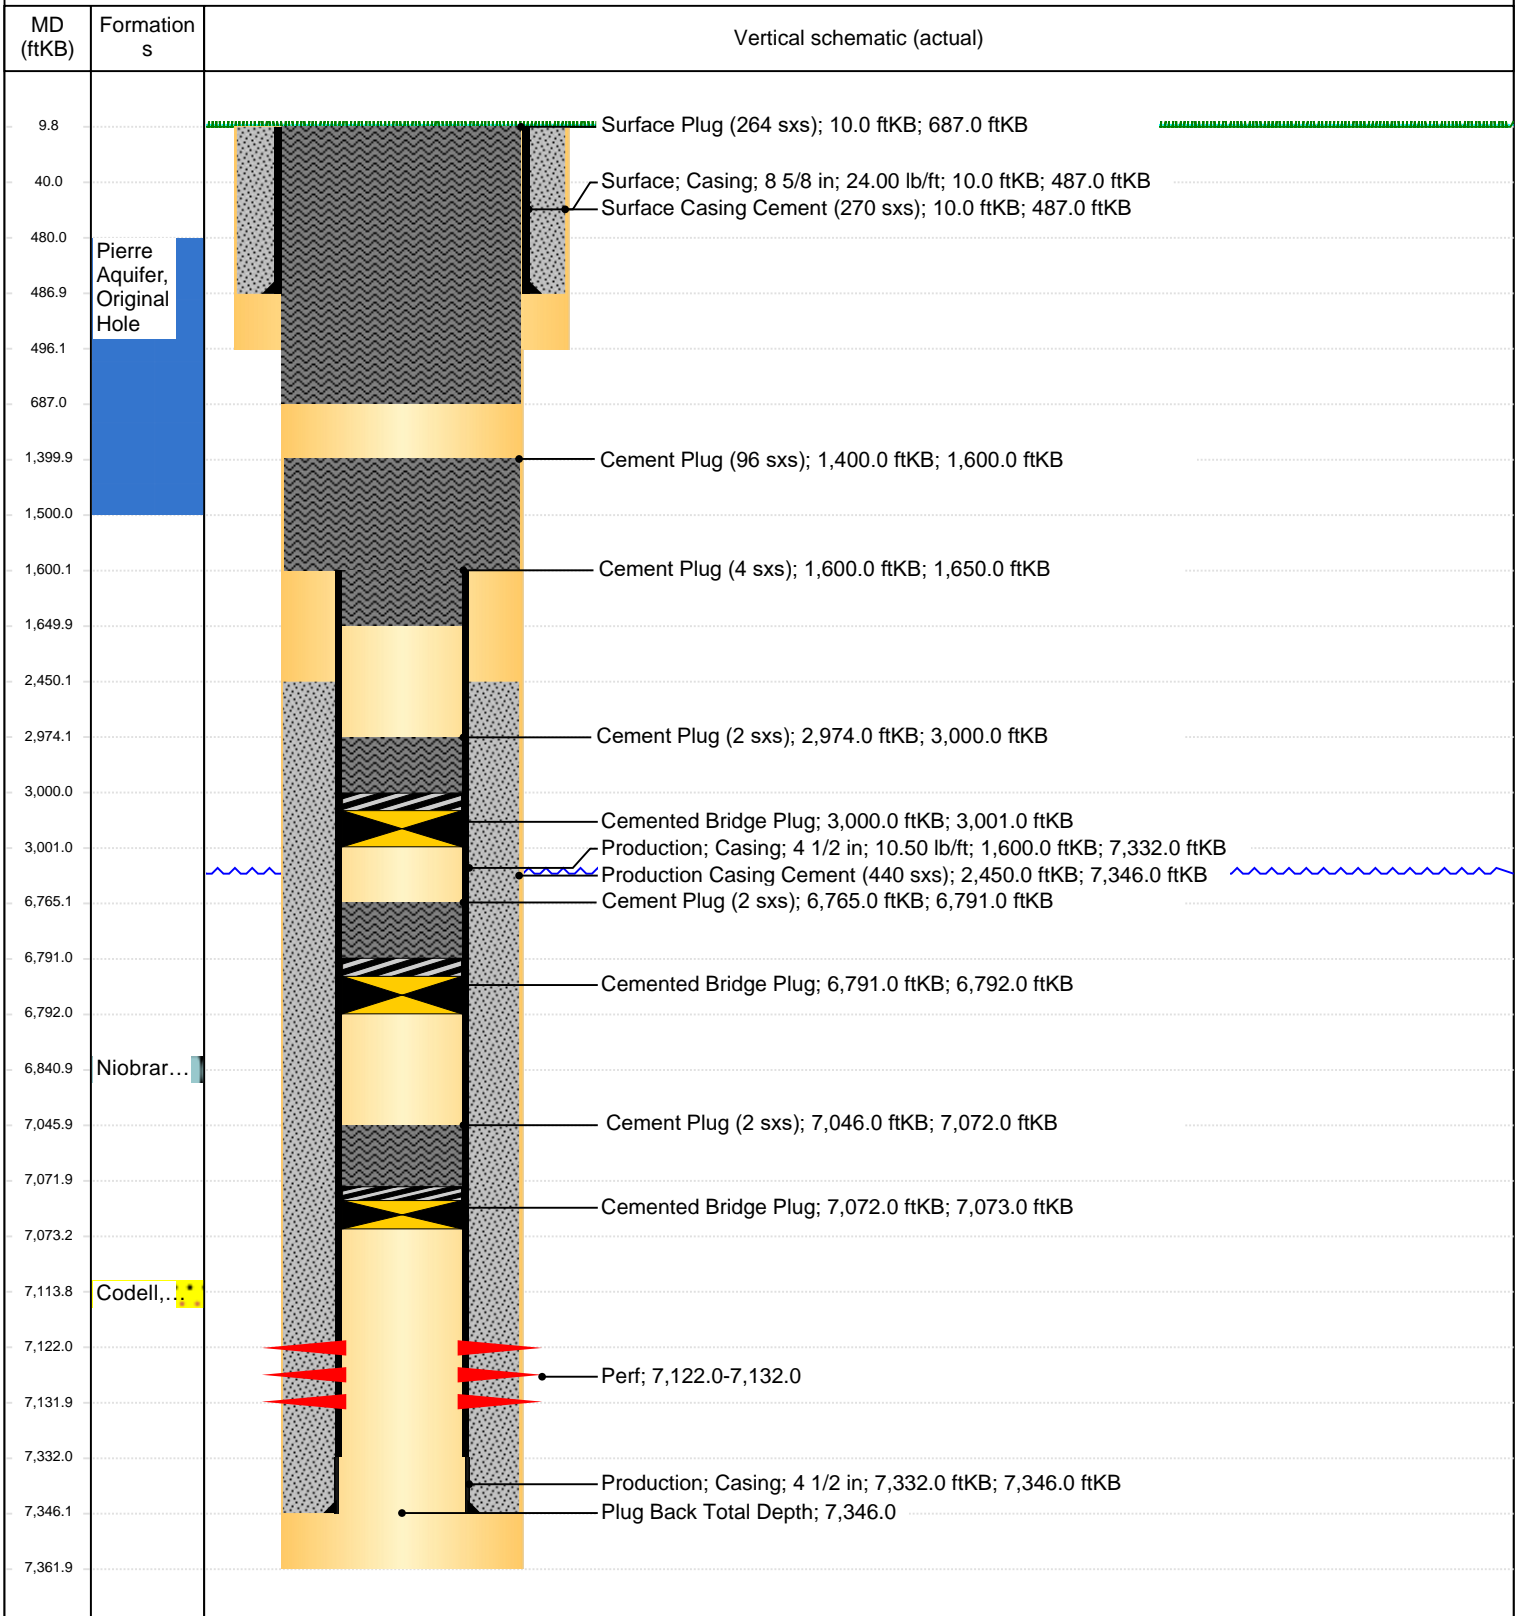 MD
(ftKB)
Formation
s
Vertical schematic (actual)
9.8
Surface Plug (264 sxs); 10.0 ftKB; 687.0 ftKB
40.0
Surface; Casing; 8 5/8 in; 24.00 lb/ft; 10.0 ftKB; 487.0 ftKB
Surface Casing Cement (270 sxs); 10.0 ftKB; 487.0 ftKB
480.0
Pierre
Aquifer,
Original
Hole
486.9
496.1
687.0
1,399.9
Cement Plug (96 sxs); 1,400.0 ftKB; 1,600.0 ftKB
1,500.0
1,600.1
Cement Plug (4 sxs); 1,600.0 ftKB; 1,650.0 ftKB
1,649.9
2,450.1
2,974.1
Cement Plug (2 sxs); 2,974.0 ftKB; 3,000.0 ftKB
3,000.0
Cemented Bridge Plug; 3,000.0 ftKB; 3,001.0 ftKB
3,001.0
Production; Casing; 4 1/2 in; 10.50 lb/ft; 1,600.0 ftKB; 7,332.0 ftKB
Production Casing Cement (440 sxs); 2,450.0 ftKB; 7,346.0 ftKB
6,765.1
Cement Plug (2 sxs); 6,765.0 ftKB; 6,791.0 ftKB
6,791.0
Cemented Bridge Plug; 6,791.0 ftKB; 6,792.0 ftKB
6,792.0
6,840.9
Niobrar…
7,045.9
Cement Plug (2 sxs); 7,046.0 ftKB; 7,072.0 ftKB
7,071.9
Cemented Bridge Plug; 7,072.0 ftKB; 7,073.0 ftKB
7,073.2
7,113.8
Codell,…
7,122.0
Perf; 7,122.0-7,132.0
7,131.9
7,332.0
Production; Casing; 4 1/2 in; 7,332.0 ftKB; 7,346.0 ftKB
7,346.1
Plug Back Total Depth; 7,346.0
7,361.9